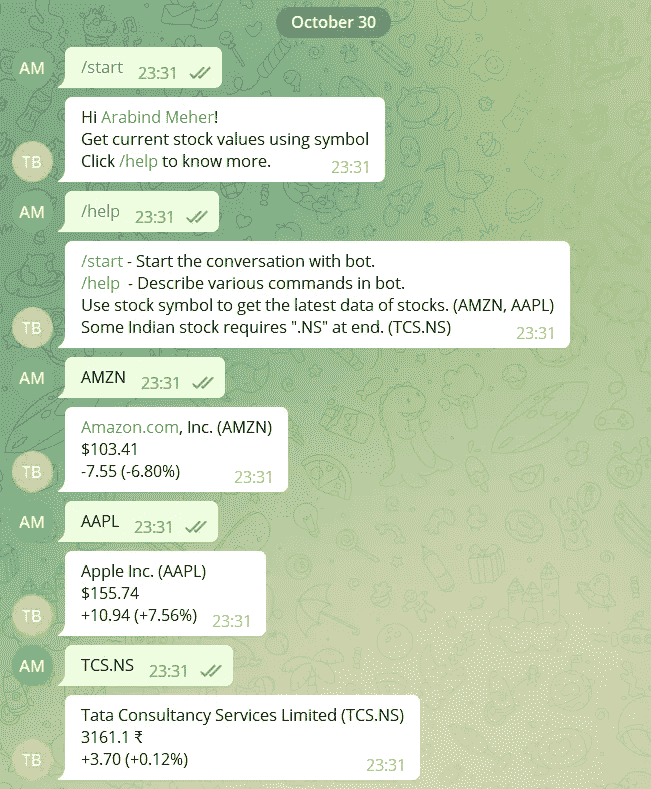 October 30
AM
/start 23:31
Hi Arabind Meher!
Get current stock values using symbol
Click /help to know more. 23:31
TB
AM
/help 23:31
/start - Start the conversation with bot.
/help - Describe various commands in bot.
Use stock symbol to get the latest data of stocks. (AMZN, AAPL)
Some Indian stock requires ".NS" at end. (TCS.NS) 23:31
TB
AM
AMZN 23:31
Amazon.com, Inc. (AMZN)
$103.41
-7.55 (-6.80%) 23:31
TB
AM
AAPL 23:31
Apple Inc. (AAPL)
$155.74
+10.94 (+7.56%) 23:31
TB
AM
TCS.NS 23:31
Tata Consultancy Services Limited (TCS.NS)
3161.1 ₹
+3.70 (+0.12%) 23:31
TB